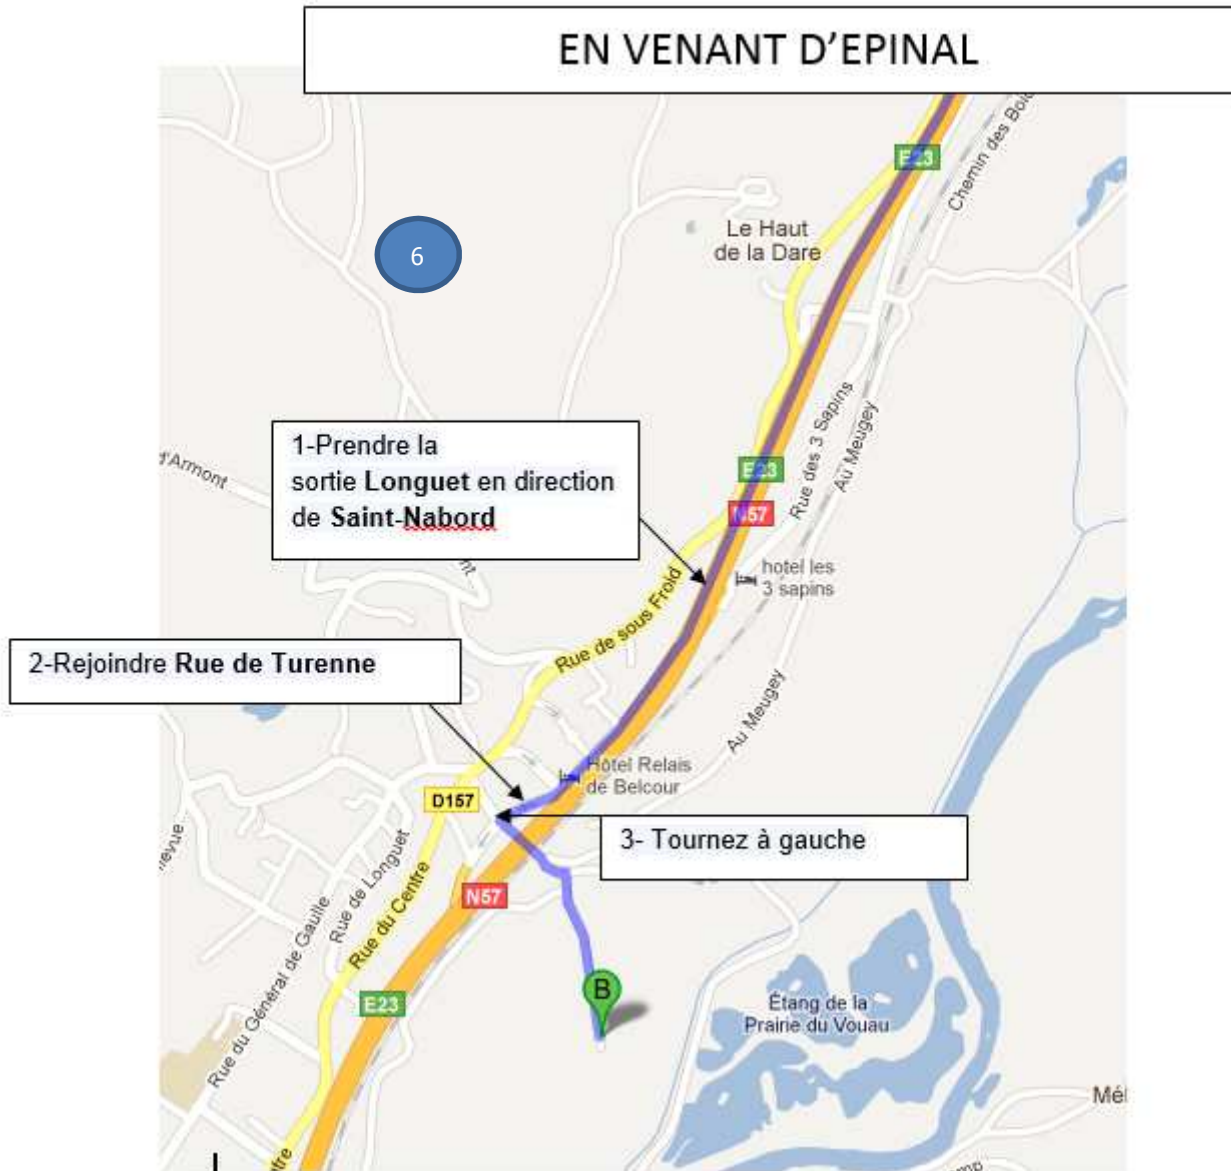 EN VENANT D'EPINAL
E23
Chemin des Boi
Le Haut
de la Dare
6
Rue des 3 Sapins
Au Meugey
1-Prendre la
sortie Longuet en direction
de Saint-Nabord
d'Armont
E23
N57
hotel les
3 sapins
Rue de sous Froid
2-Rejoindre Rue de Turenne
Au Meugey
Hôtel Relais
de Belcour
D157
3- Tournez à gauche
Rue de Longuet
Rue du Centre
N57
Rue du Général de Gaulle
E23
B
Étang de la
Prairie du Vouau